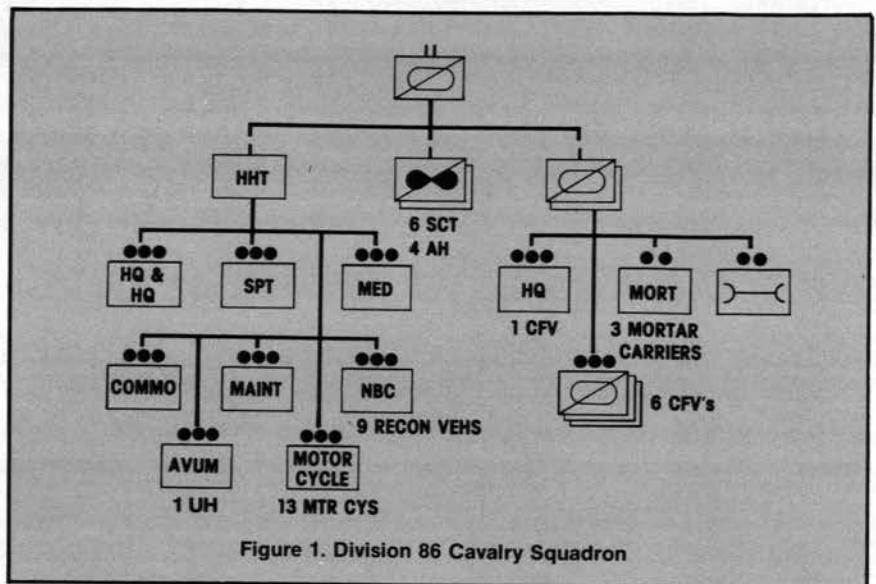 HHT
6 SCT
4 AH
HQ &
HQ
SPT
MED
HQ
1 CFV
MORT
3 MORTAR
CARRIERS
COMMO
MAINT
NBC
9 RECON VEHS
6 CFV's
AVUM
1 UH
MOTOR
CYCLE
13 MTR CYS
Figure 1. Division 86 Cavalry Squadron